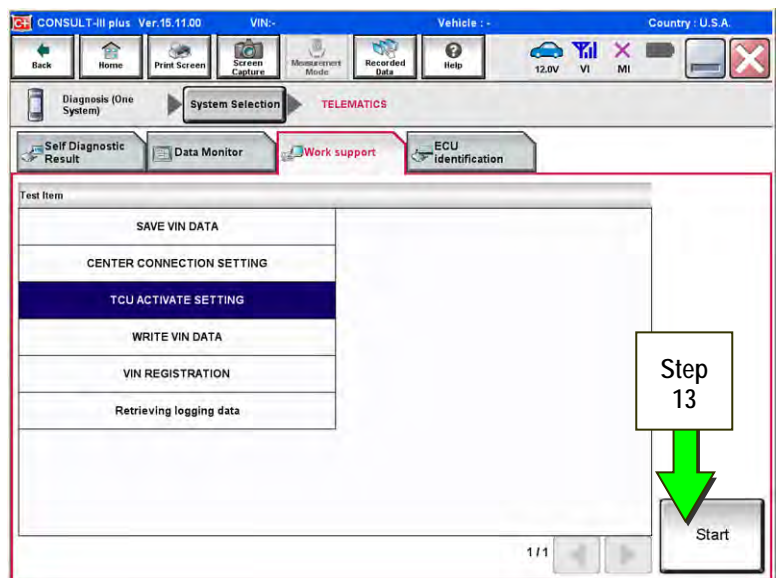 CONSULT-III plus Ver.15.11.00 VIN:- Vehicle : - Country : U.S.A.
Back
Home
Print Screen
Screen
Capture
Measurement
Mode
Recorded
Data
Help
12.0V
VI
MI
Diagnosis (One
System)
System Selection
TELEMATICS
Self Diagnostic
Result
Data Monitor
Work support
ECU
identification
Test Item
SAVE VIN DATA
CENTER CONNECTION SETTING
TCU ACTIVATE SETTING
WRITE VIN DATA
VIN REGISTRATION
Retrieving logging data
Step
13
Start
1/1